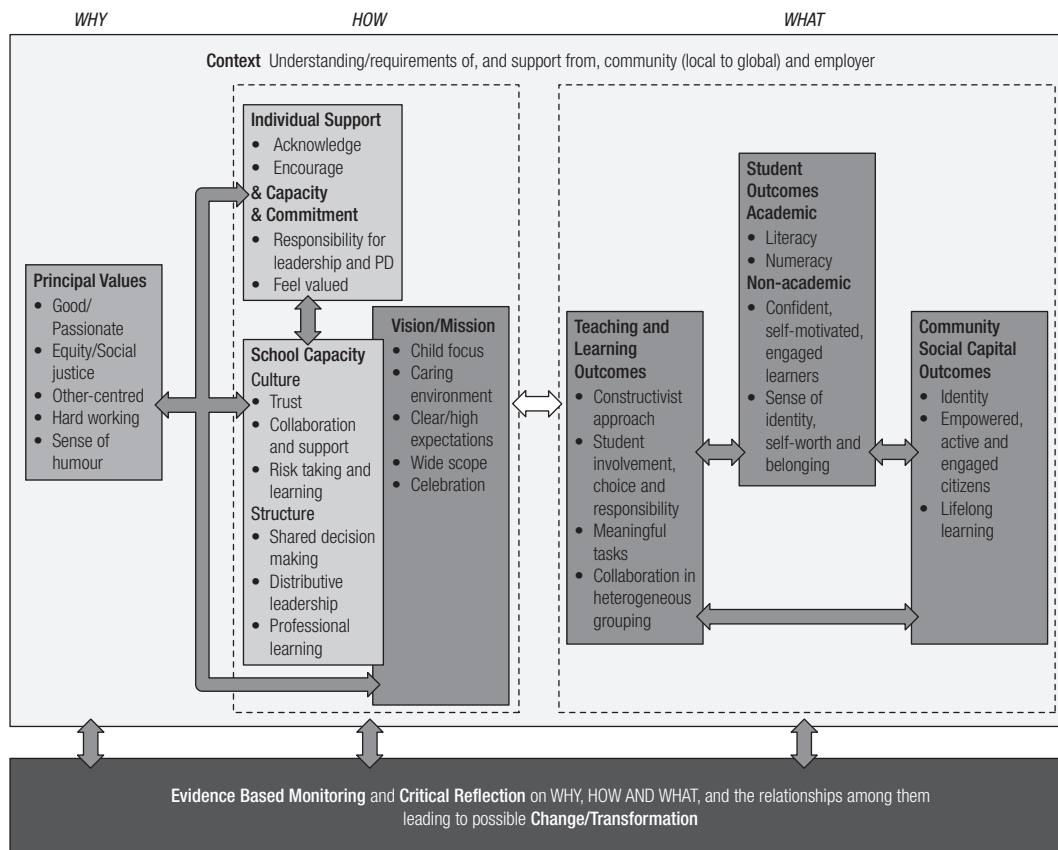 WHY
HOW
WHAT
Context Understanding/requirements of, and support from, community (local to global) and employer
Principal Values
• Good/
Passionate
• Equity/Social
justice
• Other-centred
• Hard working
• Sense of
humour
Individual Support
• Acknowledge
• Encourage
& Capacity
& Commitment
• Responsibility for
leadership and PD
• Feel valued
School Capacity
Culture
• Trust
• Collaboration
and support
• Risk taking and
learning
Structure
• Shared decision
making
• Distributive
leadership
• Professional
learning
Vision/Mission
• Child focus
• Caring
environment
• Clear/high
expectations
• Wide scope
• Celebration
Teaching and
Learning
Outcomes
• Constructivist
approach
• Student
involvement,
choice and
responsibility
• Meaningful
tasks
• Collaboration in
heterogeneous
grouping
Student
Outcomes
Academic
• Literacy
• Numeracy
Non-academic
• Confident,
self-motivated,
engaged
learners
• Sense of
identity,
self-worth and
belonging
Community
Social Capital
Outcomes
• Identity
• Empowered,
active and
engaged
citizens
• Lifelong
learning
Evidence Based Monitoring and Critical Reflection on WHY, HOW AND WHAT, and the relationships among them
leading to possible Change/Transformation